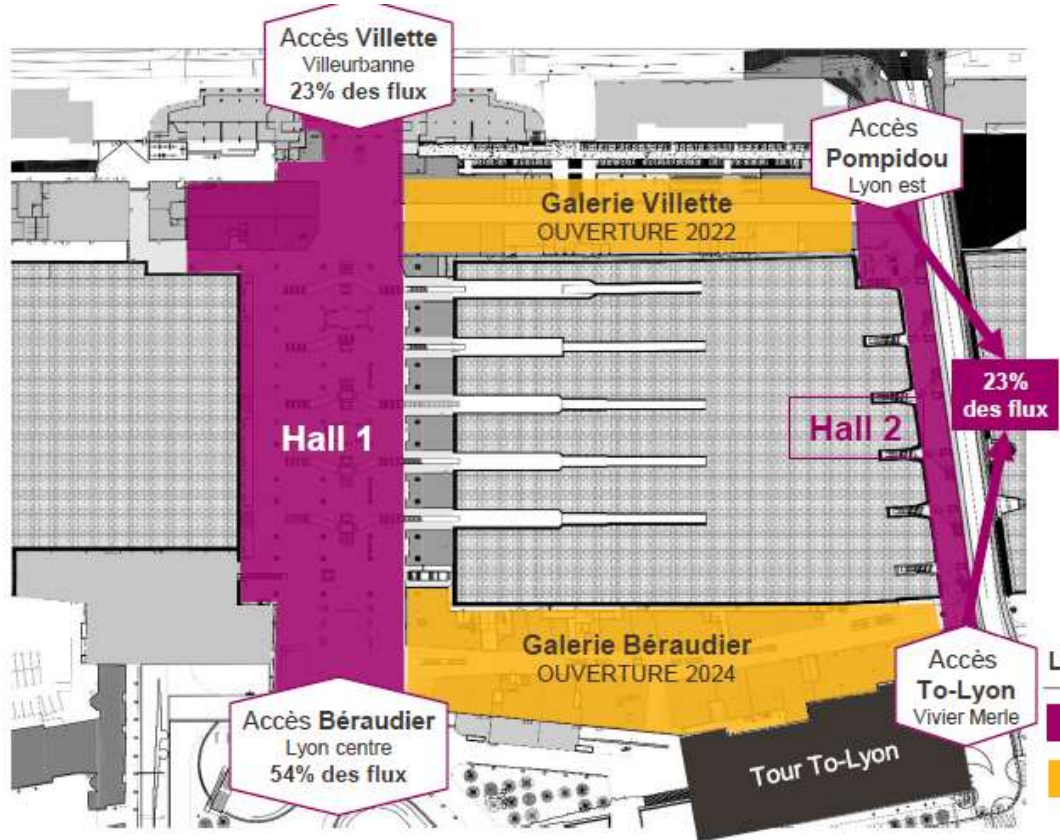 Accès Villette
Villeurbanne
23% des flux
Accès
Pompidou
Lyon est
Galerie Villette
OUVERTURE 2022
23%
des flux
Hall 1
Hall 2
Galerie Béraudier
OUVERTURE 2024
Accès
To-Lyon
Vivier Merle
L
Accès Béraudier
Lyon centre
54% des flux
Tour To-Lyon